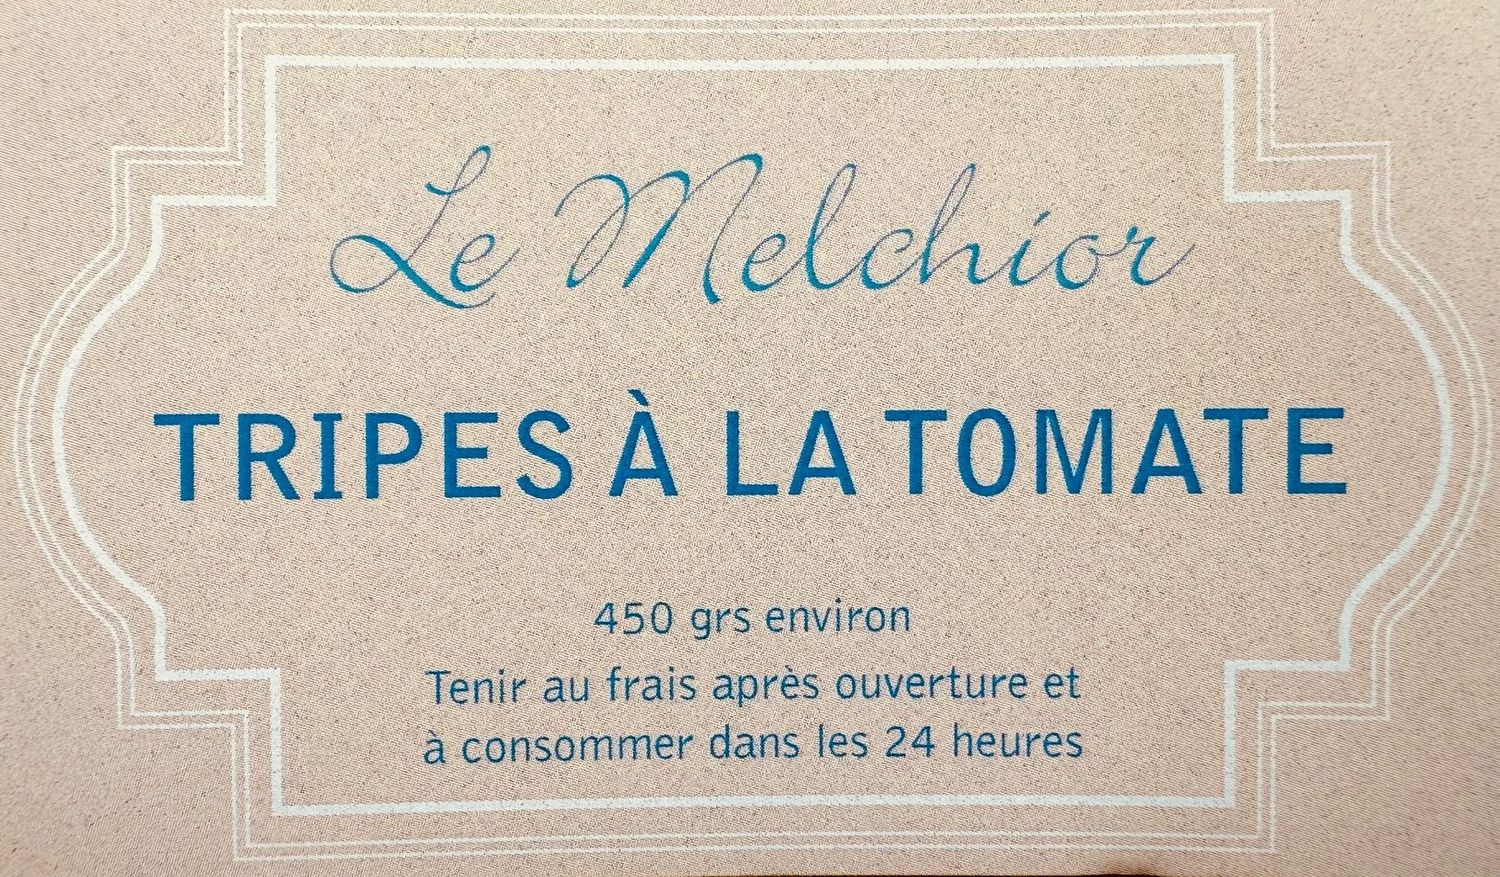 Le Melchior
TRIPES À LA TOMATE
450 grs environ
Tenir au frais après ouverture et
à consommer dans les 24 heures